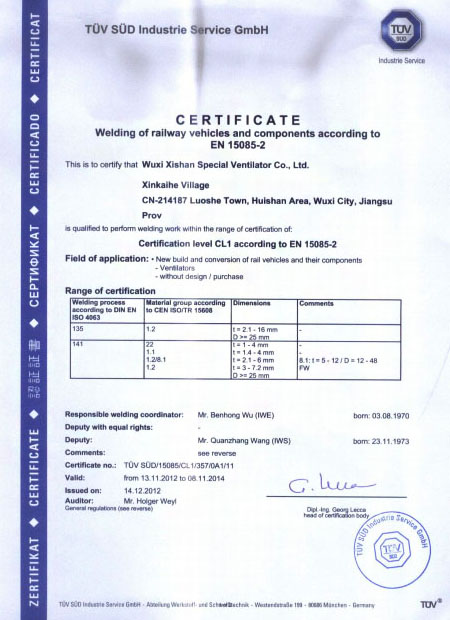 TÜV SÜD Industrie Service GmbH
TÜV
SÜD
Industrie Service
CERTIFICATE
Welding of railway vehicles and components according to
EN 15085-2
This is to certify that Wuxi Xishan Special Ventilator Co., Ltd.
Xinkaihe Village
CN-214187 Luoshe Town, Huishan Area, Wuxi City, Jiangsu
Prov
is qualified to perform welding work within the range of certification of:
Certification level CL1 according to EN 15085-2
Field of application: • New build and conversion of rail vehicles and their components
- Ventilators
- without design / purchase
Range of certification
Welding process according to DIN EN ISO 4063 Material group according to CEN ISO/TR 15608 Dimensions Comments
135 1.2 t = 2.1 - 16 mm -
D >= 25 mm
141 22 t = 1 - 4 mm -
1.1 t = 1.4 - 4 mm -
1.2/8.1 t = 2.1 - 6 mm 8.1: t = 5 - 12 / D = 12 - 48
1.2 t = 3 - 7.2 mm FW
D >= 25 mm
Responsible welding coordinator: Mr. Benhong Wu (IWE) born: 03.08.1970
Deputy with equal rights: -
Deputy: Mr. Quanzhang Wang (IWS) born: 23.11.1973
Comments: see reverse
Certificate no.: TÜV SÜD/15085/CL1/357/0A1/11
Valid: from 13.11.2012 to 08.11.2014
Issued on: 14.12.2012
Auditor: Mr. Holger Weyl
General regulations (see reverse)
G. Lecca
Dipl.-Ing. Georg Lecca
head of certification body
TÜV SÜD Industrie Service GmbH
TÜV
SÜD
TÜV SÜD Industrie Service GmbH - Abteilung Werkstoff- und Schweißtechnik - Westendstraße 199 - 80686 München - Germany
TÜV®
ZERTIFIKAT ◆ CERTIFICATE ◆ 認証証書 ◆ СЕРТИФИКАТ ◆ CERTIFICADO ◆ CERTIFICAT